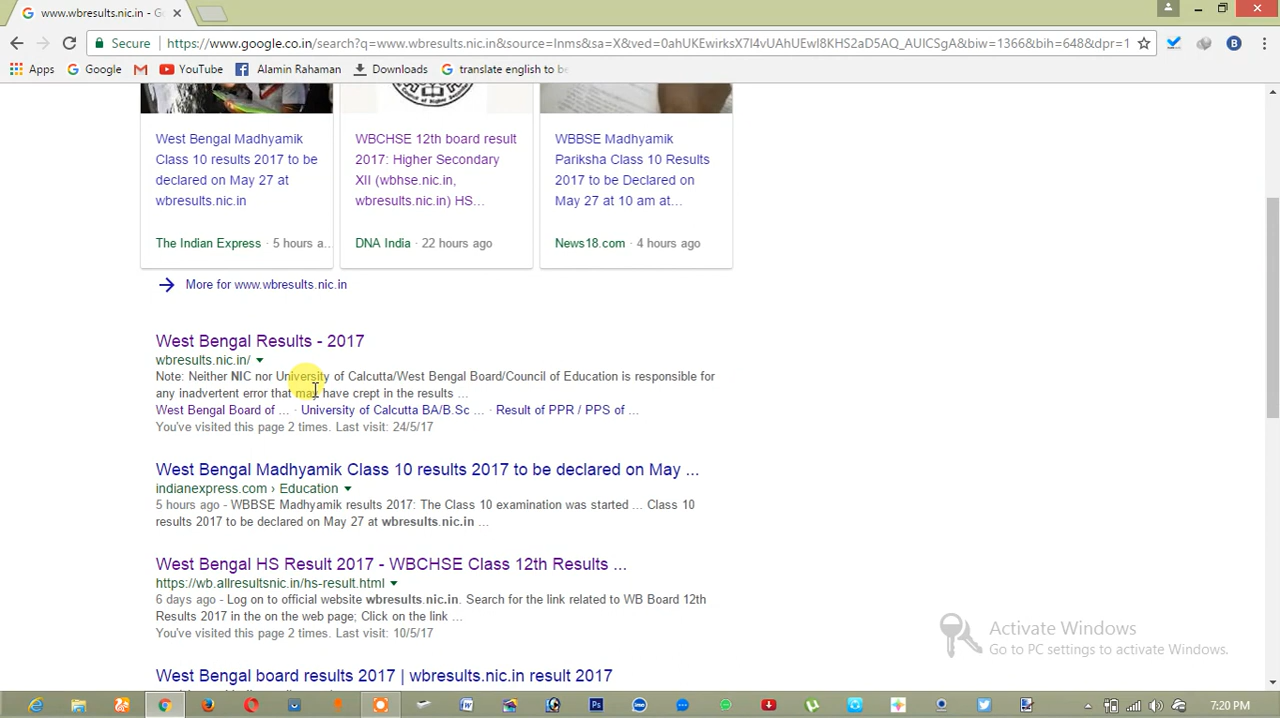 www.wbresults.nic.in - Go
Secure https://www.google.co.in/search?q=www.wbresults.nic.in&source=lnms&sa=X&ved=0ahUKEwirksX7I4vUAhUEwI8KHS2aD5AQ_AUICSgA&biw=1366&bih=648&dpr=1
Apps Google YouTube Alamin Rahaman Downloads translate english to be
West Bengal Madhyamik
Class 10 results 2017 to be
declared on May 27 at
wbresults.nic.in
The Indian Express · 5 hours a...
WBCHSE 12th board result
2017: Higher Secondary
XII (wbhse.nic.in,
wbresults.nic.in) HS...
DNA India · 22 hours ago
WBBSE Madhyamik
Pariksha Class 10 Results
2017 to be Declared on
May 27 at 10 am at...
News18.com · 4 hours ago
More for www.wbresults.nic.in
West Bengal Results - 2017
wbresults.nic.in/
Note: Neither NIC nor University of Calcutta/West Bengal Board/Council of Education is responsible for
any inadvertent error that may have crept in the results ...
West Bengal Board of ... · University of Calcutta BA/B.Sc ... · Result of PPR / PPS of ...
You've visited this page 2 times. Last visit: 24/5/17
West Bengal Madhyamik Class 10 results 2017 to be declared on May ...
indianexpress.com › Education
5 hours ago - WBBSE Madhyamik results 2017: The Class 10 examination was started ... Class 10
results 2017 to be declared on May 27 at wbresults.nic.in ...
West Bengal HS Result 2017 - WBCHSE Class 12th Results ...
https://wb.allresultsnic.in/hs-result.html
6 days ago - Log on to official website wbresults.nic.in. Search for the link related to WB Board 12th
Results 2017 in the on the web page; Click on the link ...
You've visited this page 2 times. Last visit: 10/5/17
West Bengal board results 2017 | wbresults.nic.in result 2017
Activate Windows
Go to PC settings to activate Windows.
7:20 PM